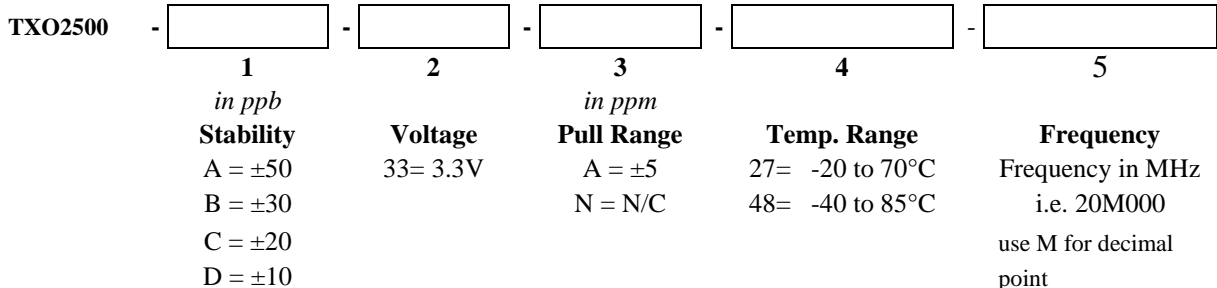 TXO2500 - - - - -
1 2 3 4 5
in ppb in ppm
Stability Voltage Pull Range Temp. Range Frequency
A = ±50 33= 3.3V A = ±5 27= -20 to 70°C Frequency in MHz
B = ±30 N = N/C 48= -40 to 85°C i.e. 20M000
C = ±20 use M for decimal
D = ±10 point